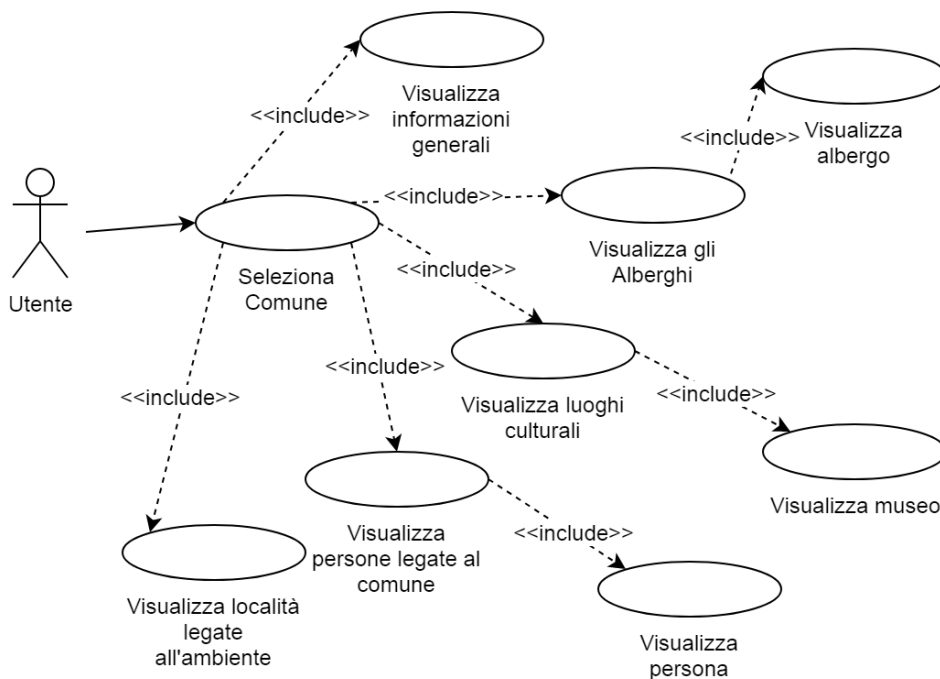 Visualizza
informazioni
generali
<<include>>
Visualizza
albergo
<<include>>
<<include>>
Visualizza gli
Alberghi
Utente
Seleziona
Comune
<<include>>
<<include>>
<<include>>
Visualizza luoghi
culturali
<<include>>
Visualizza museo
Visualizza
persone legate al
comune
<<include>>
Visualizza località
legate
all'ambiente
Visualizza
persona